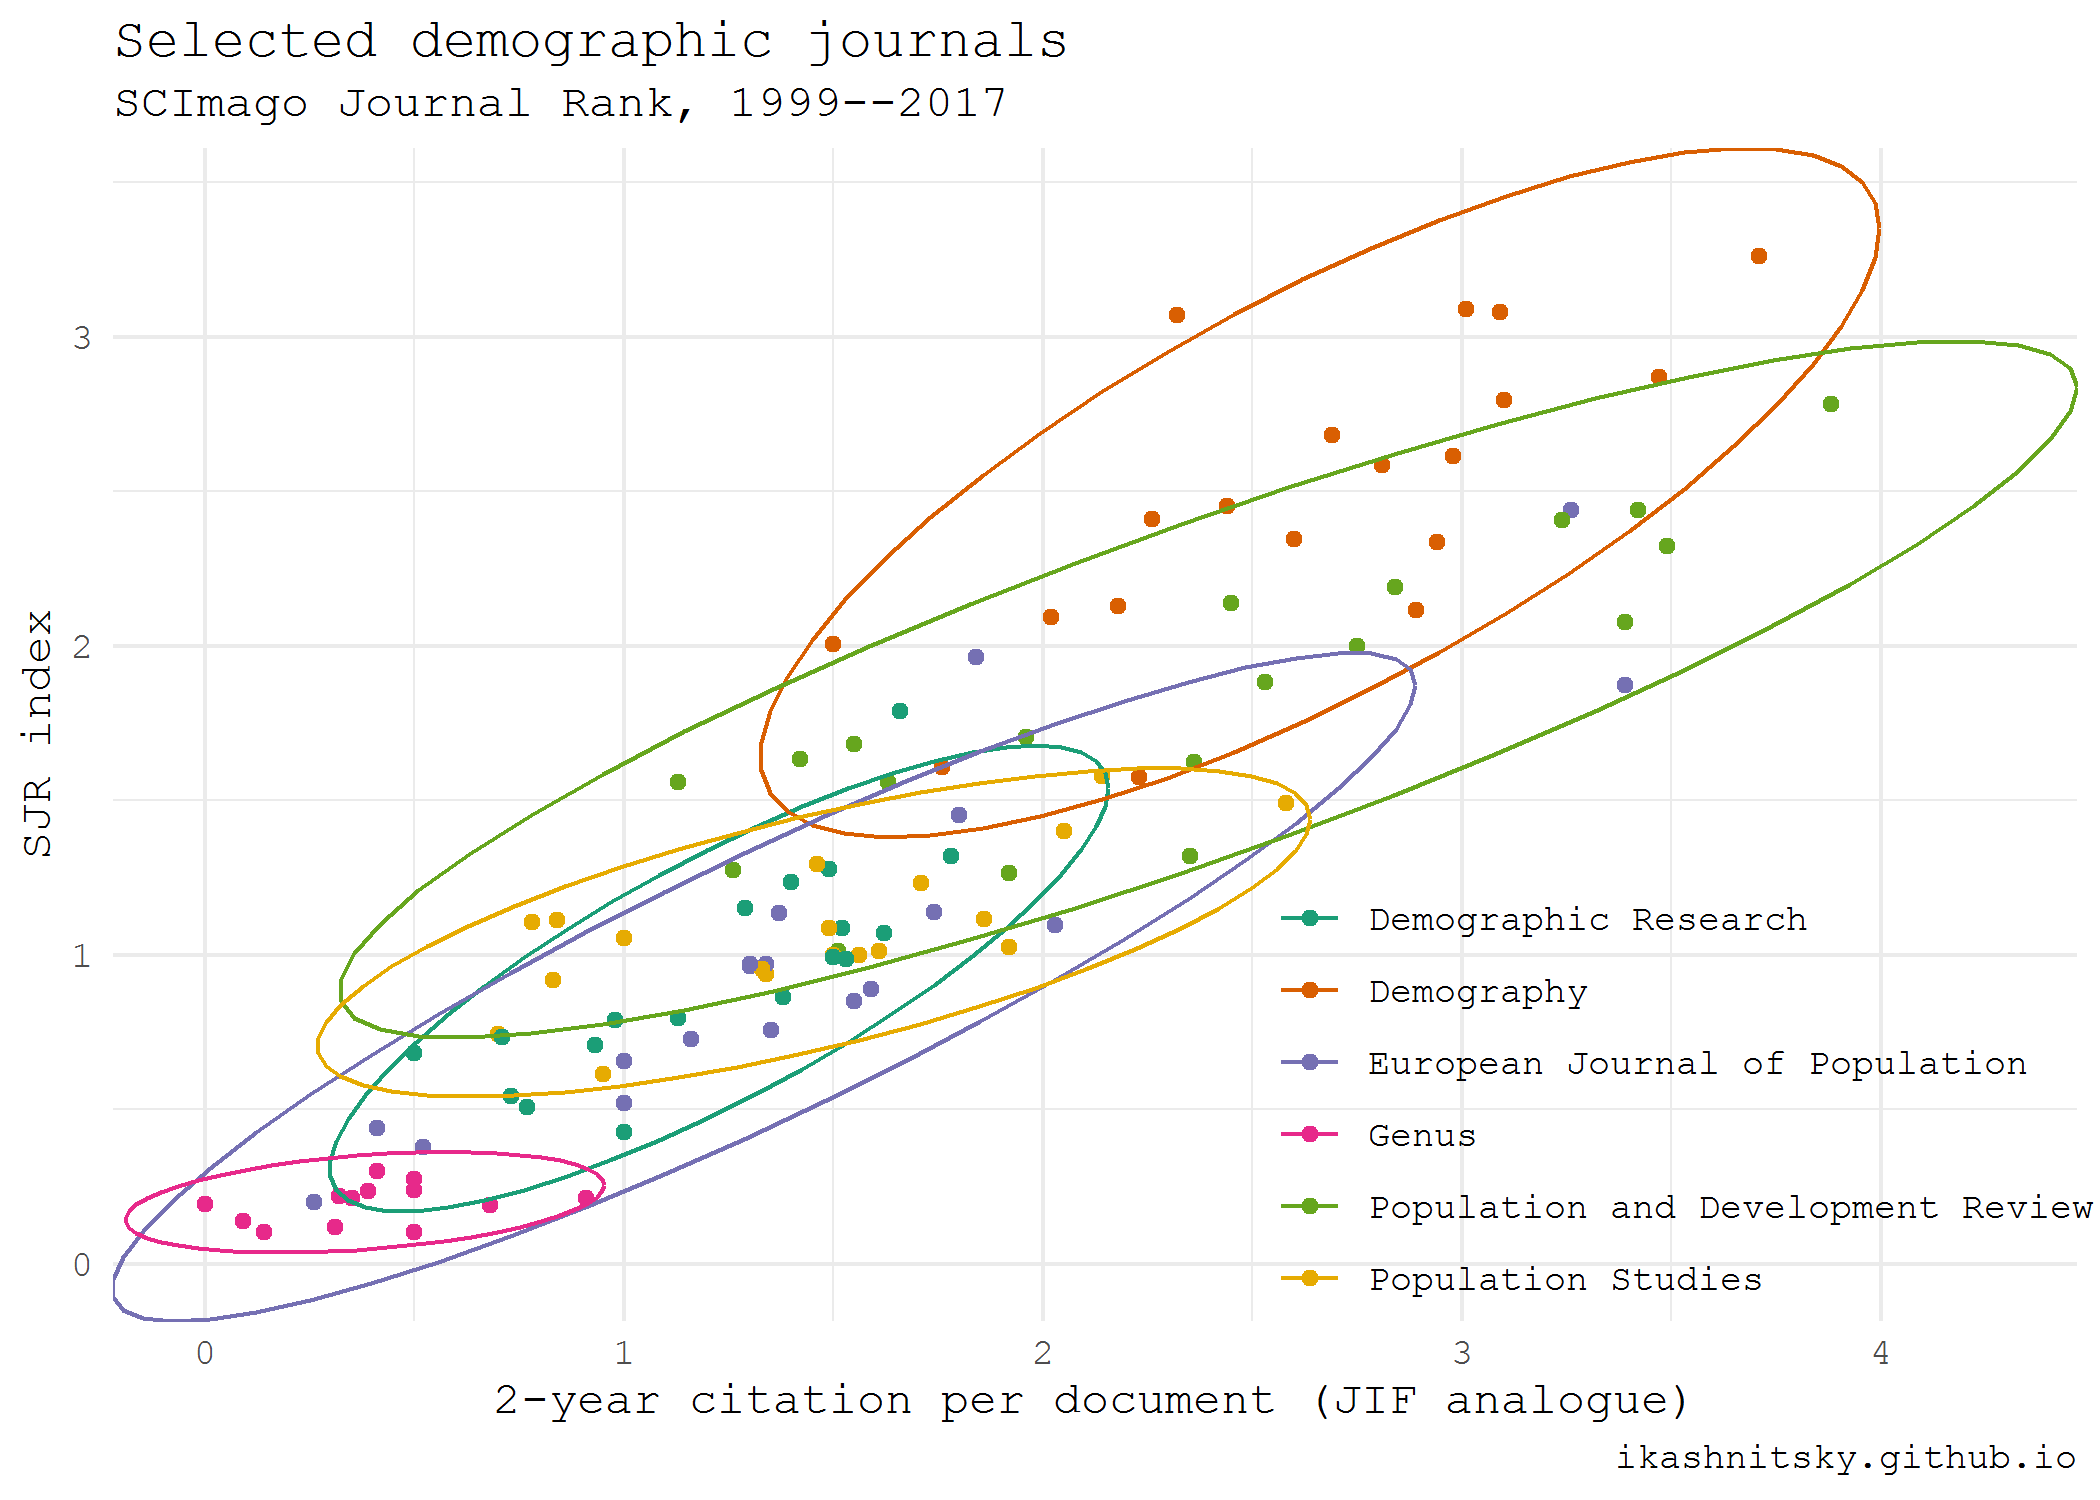 Selected demographic journals
SCImago Journal Rank, 1999--2017
SJR index
3
2
1
0
Demographic Research
Demography
European Journal of Population
Genus
Population and Development Review
Population Studies
0 1 2 3 4
2-year citation per document (JIF analogue)
ikashnitsky.github.io